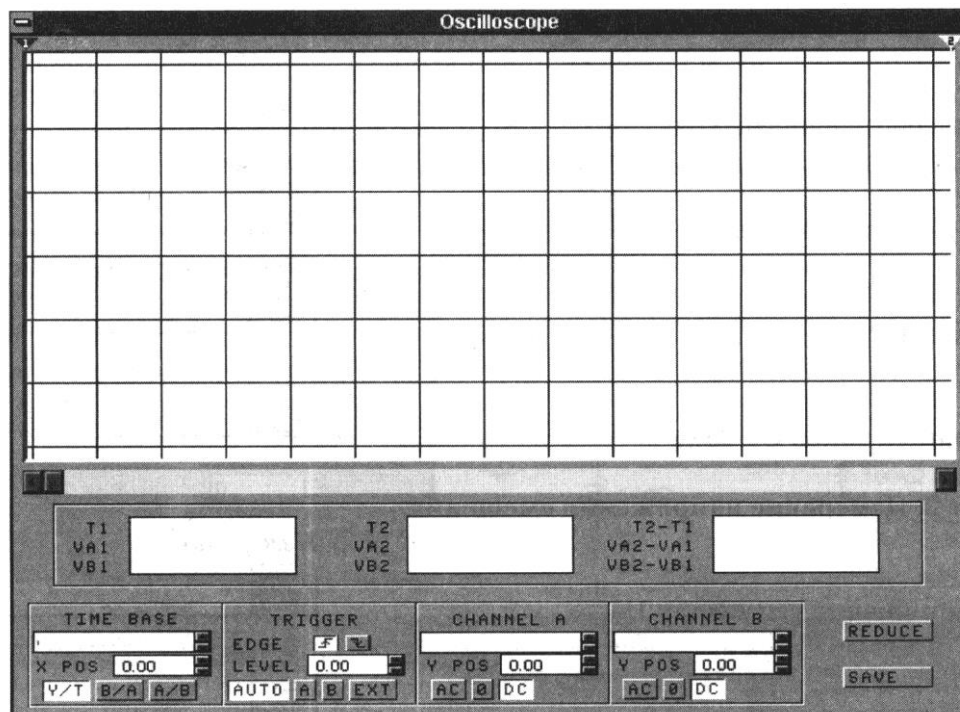 Oscilloscope
1 2
T1 T2 T2-T1
VA1 VA2 VA2-VA1
VB1 VB2 VB2-VB1
TIME BASE
X POS 0.00
Y/T B/A A/B
TRIGGER
EDGE
LEVEL 0.00
AUTO A B EXT
CHANNEL A
Y POS 0.00
AC 0 DC
CHANNEL B
Y POS 0.00
AC 0 DC
REDUCE
SAVE